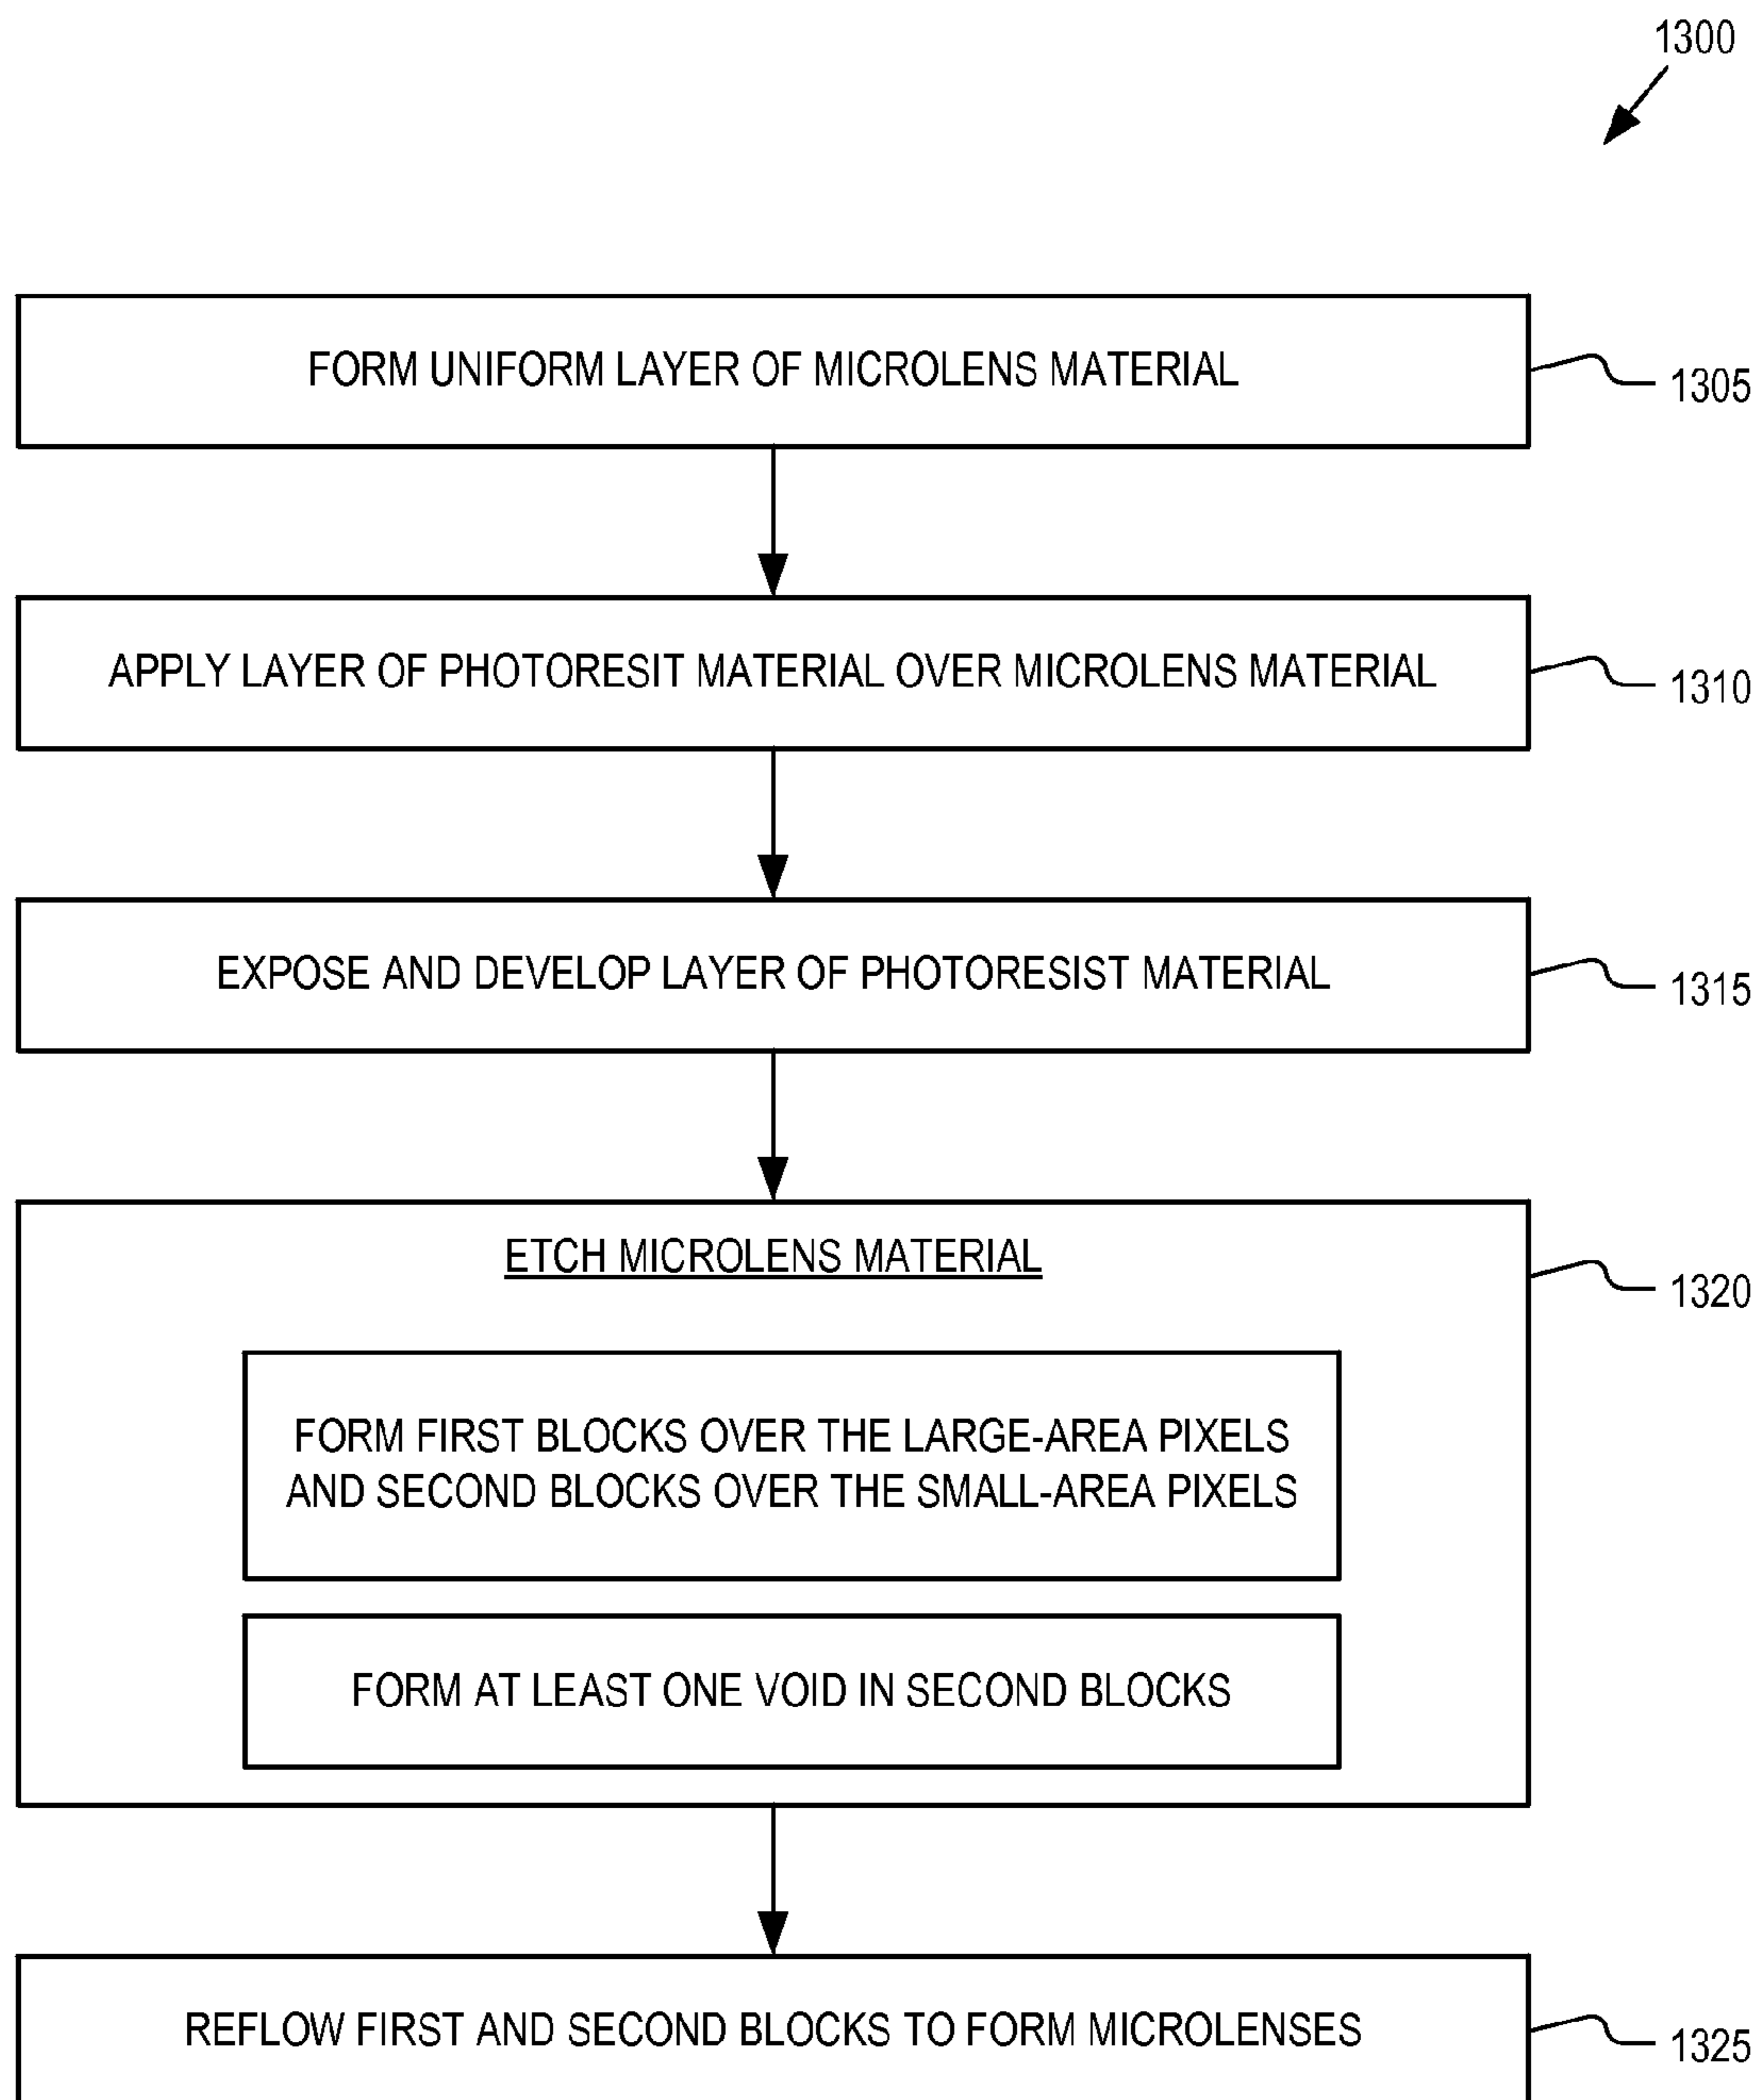 1300
FORM UNIFORM LAYER OF MICROLENS MATERIAL
1305
APPLY LAYER OF PHOTORESIT MATERIAL OVER MICROLENS MATERIAL
1310
EXPOSE AND DEVELOP LAYER OF PHOTORESIST MATERIAL
1315
ETCH MICROLENS MATERIAL
1320
FORM FIRST BLOCKS OVER THE LARGE-AREA PIXELS
AND SECOND BLOCKS OVER THE SMALL-AREA PIXELS
FORM AT LEAST ONE VOID IN SECOND BLOCKS
REFLOW FIRST AND SECOND BLOCKS TO FORM MICROLENSES
1325